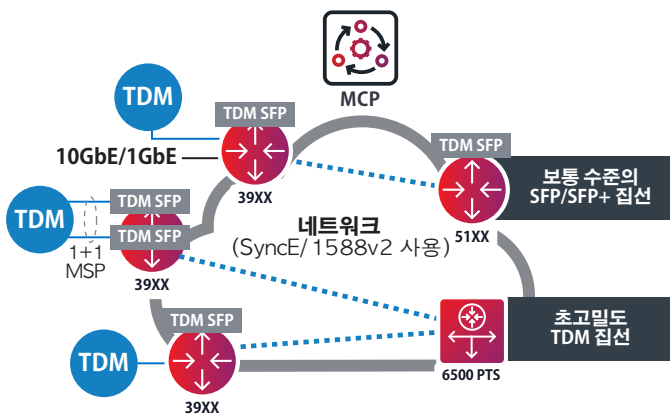 MCP
TDM
TDM SFP
10GbE/1GbE
39XX
TDM SFP
51XX
보통 수준의
SFP/SFP+ 집선
TDM
TDM SFP
TDM SFP
1+1
MSP
39XX
네트워크
(SyncE/1588v2 사용)
TDM SFP
TDM
39XX
6500 PTS
초고밀도
TDM 집선